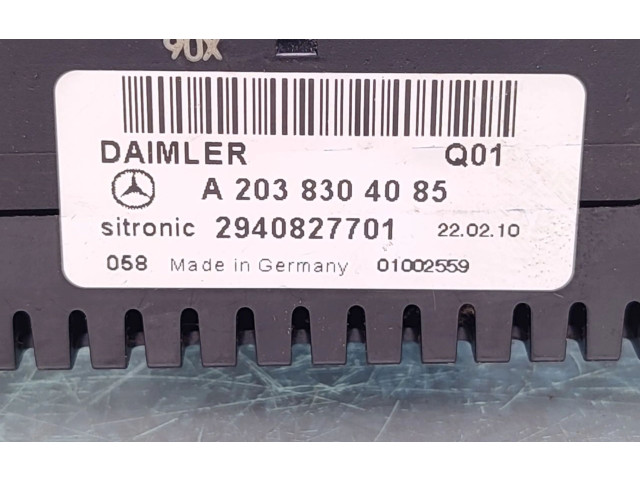 90X
DAIMLER Q01
A 203 830 40 85
sitronic 2940827701 22.02.10
058 Made in Germany 01002559